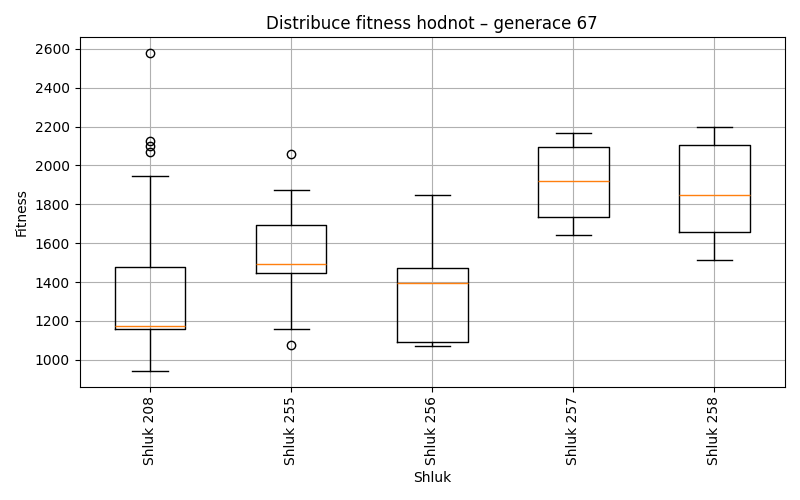 Distribuce fitness hodnot – generace 67
Fitness
2600
2400
2200
2000
1800
1600
1400
1200
1000
Shluk 208
Shluk 255
Shluk 256
Shluk 257
Shluk 258
Shluk